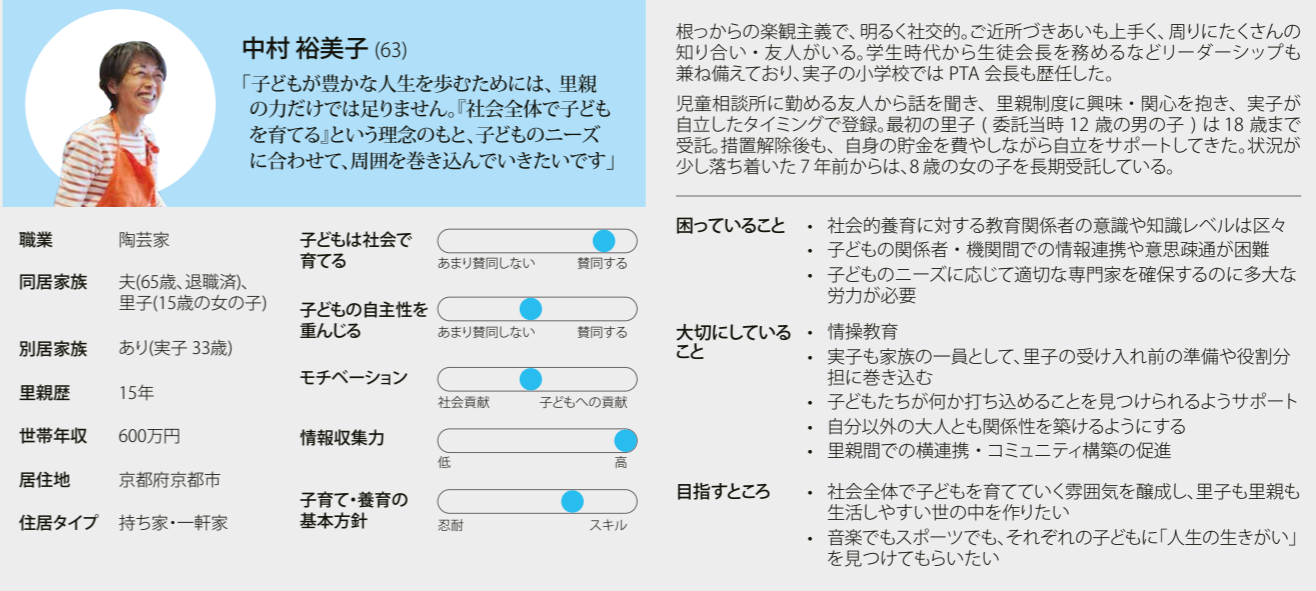 中村 裕美子 (63)
「子どもが豊かな人生を歩むためには、里親
の力だけでは足りません。『社会全体で子ども
を育てる』という理念のもと、子どものニーズ
に合わせて、周囲を巻き込んでいきたいです」
職業 陶芸家
同居家族 夫(65歳、退職済)、
里子(15歳の女の子)
別居家族 あり(実子 33歳)
里親歴 15年
世帯年収 600万円
居住地 京都府京都市
住居タイプ 持ち家・一軒家
子どもは社会で
育てる
あまり賛同しない 賛同する
子どもの自主性を
重んじる
あまり賛同しない 賛同する
モチベーション
社会貢献 子どもへの貢献
情報収集力
低 高
子育て・養育の
基本方針
忍耐 スキル
根っからの楽観主義で、明るく社交的。ご近所づきあいも上手く、周りにたくさんの
知り合い・友人がいる。学生時代から生徒会長を務めるなどリーダーシップも
兼ね備えており、実子の小学校では PTA 会長も歴任した。
児童相談所に勤める友人から話を聞き、里親制度に興味・関心を抱き、実子が
自立したタイミングで登録。最初の里子 ( 委託当時 12 歳の男の子 ) は 18 歳まで
受託。措置解除後も、自身の貯金を費やしながら自立をサポートしてきた。状況が
少し落ち着いた 7 年前からは、8 歳の女の子を長期受託している。
困っていること
• 社会的養育に対する教育関係者の意識や知識レベルは区々
• 子どもの関係者・機関間での情報連携や意思疎通が困難
• 子どものニーズに応じて適切な専門家を確保するのに多大な
労力が必要
大切にしている
こと
• 情操教育
• 実子も家族の一員として、里子の受け入れ前の準備や役割分
担に巻き込む
• 子どもたちが何か打ち込めることを見つけられるようサポート
• 自分以外の大人とも関係性を築けるようにする
• 里親間での横連携・コミュニティ構築の促進
目指すところ
• 社会全体で子どもを育てていく雰囲気を醸成し、里子も里親も
生活しやすい世の中を作りたい
• 音楽でもスポーツでも、それぞれの子どもに「人生の生きがい」
を見つけてもらいたい